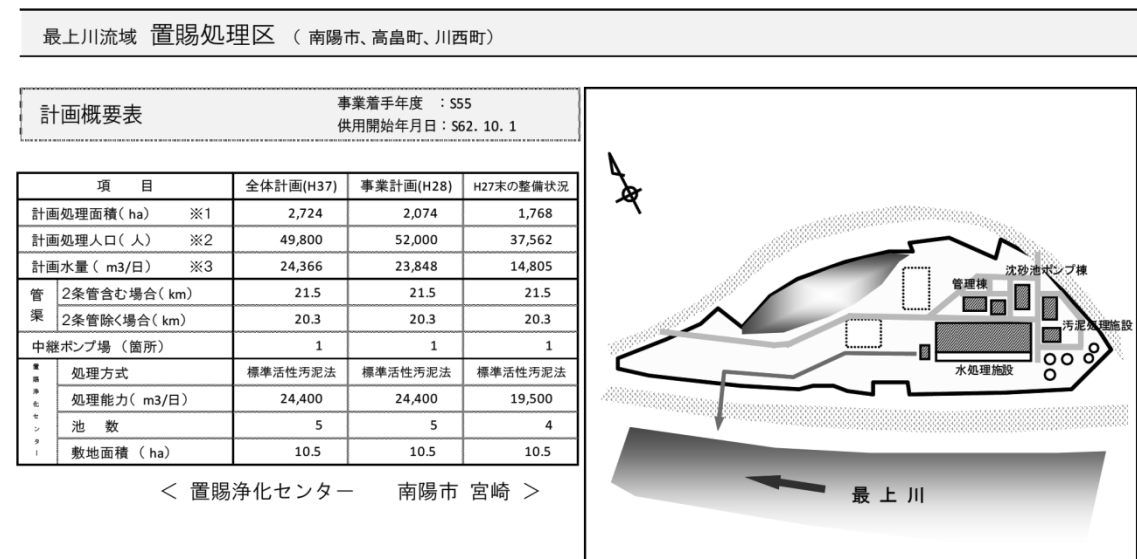 最上川流域 置賜処理区 （ 南陽市、高畠町、川西町）
計画概要表
事業着手年度 ：S55
供用開始年月日：S62. 10. 1
項 目 全体計画(H37) 事業計画(H28) H27末の整備状況
計画処理面積( ha) ※1 2,724 2,074 1,768
計画処理人口( 人) ※2 49,800 52,000 37,562
計画水量 ( m3/日) ※3 24,366 23,848 14,805
管渠 2条管含む場合( km) 21.5 21.5 21.5
2条管除く場合( km) 20.3 20.3 20.3
中継ポンプ場 （箇所） 1 1 1
置賜浄化センター 処理方式 標準活性汚泥法 標準活性汚泥法 標準活性汚泥法
処理能力( m3/日) 24,400 24,400 19,500
池 数 5 5 4
敷地面積 （ ha) 10.5 10.5 10.5
＜ 置賜浄化センター 南陽市 宮崎 ＞
沈砂池ポンプ棟
管理棟
汚泥処理施設
水処理施設
最 上 川